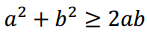 a² + b² ≥ 2ab